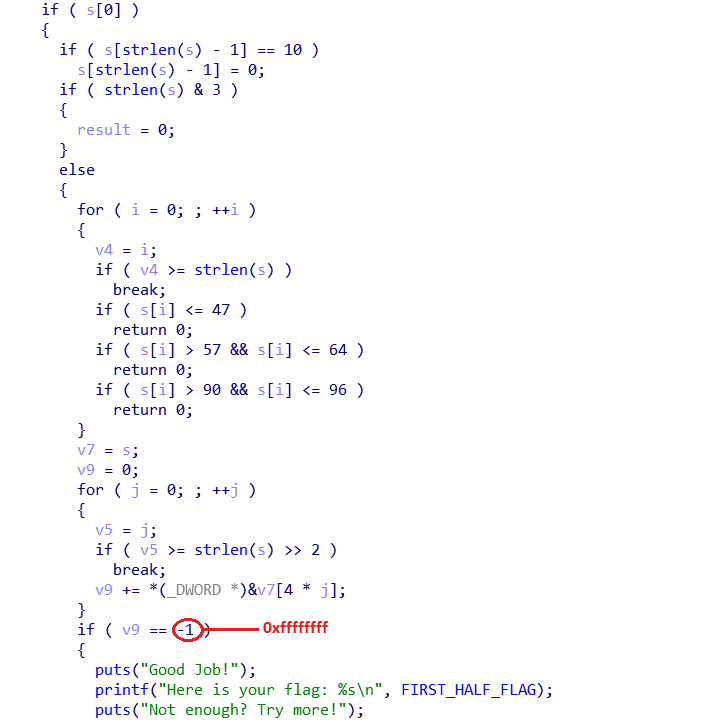 if ( s[0] )
{
if ( s[strlen(s) - 1] == 10 )
s[strlen(s) - 1] = 0;
if ( strlen(s) & 3 )
{
result = 0;
}
else
{
for ( i = 0; ; ++i )
{
v4 = i;
if ( v4 >= strlen(s) )
break;
if ( s[i] <= 47 )
return 0;
if ( s[i] > 57 && s[i] <= 64 )
return 0;
if ( s[i] > 90 && s[i] <= 96 )
return 0;
}
v7 = s;
v9 = 0;
for ( j = 0; ; ++j )
{
v5 = j;
if ( v5 >= strlen(s) >> 2 )
break;
v9 += *(_DWORD *)&v7[4 * j];
}
if ( v9 == -1 ) 0xffffffff
{
puts("Good Job!");
printf("Here is your flag: %s\n", FIRST_HALF_FLAG);
puts("Not enough? Try more!");